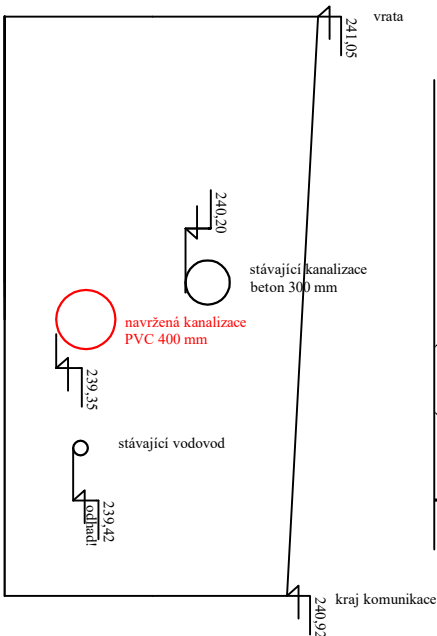 vrata
241,05
240,20
stávající kanalizace
beton 300 mm
navržená kanalizace
PVC 400 mm
239,35
stávající vodovod
239,42
odhad!
kraj komunikace
240,92